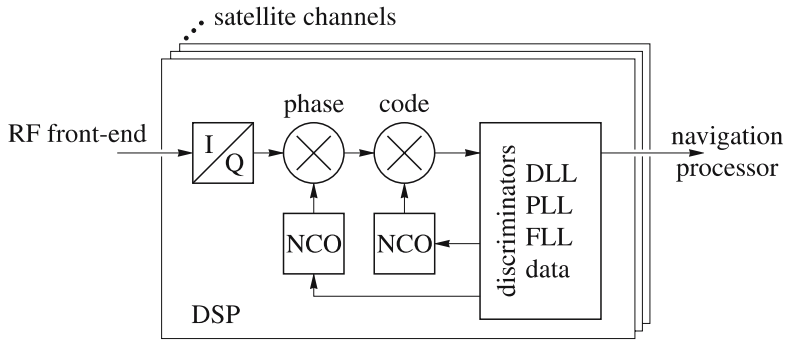 satellite channels
phase
code
RF front-end
I
Q
NCO
NCO
discriminators
DLL
PLL
FLL
data
navigation
processor
DSP